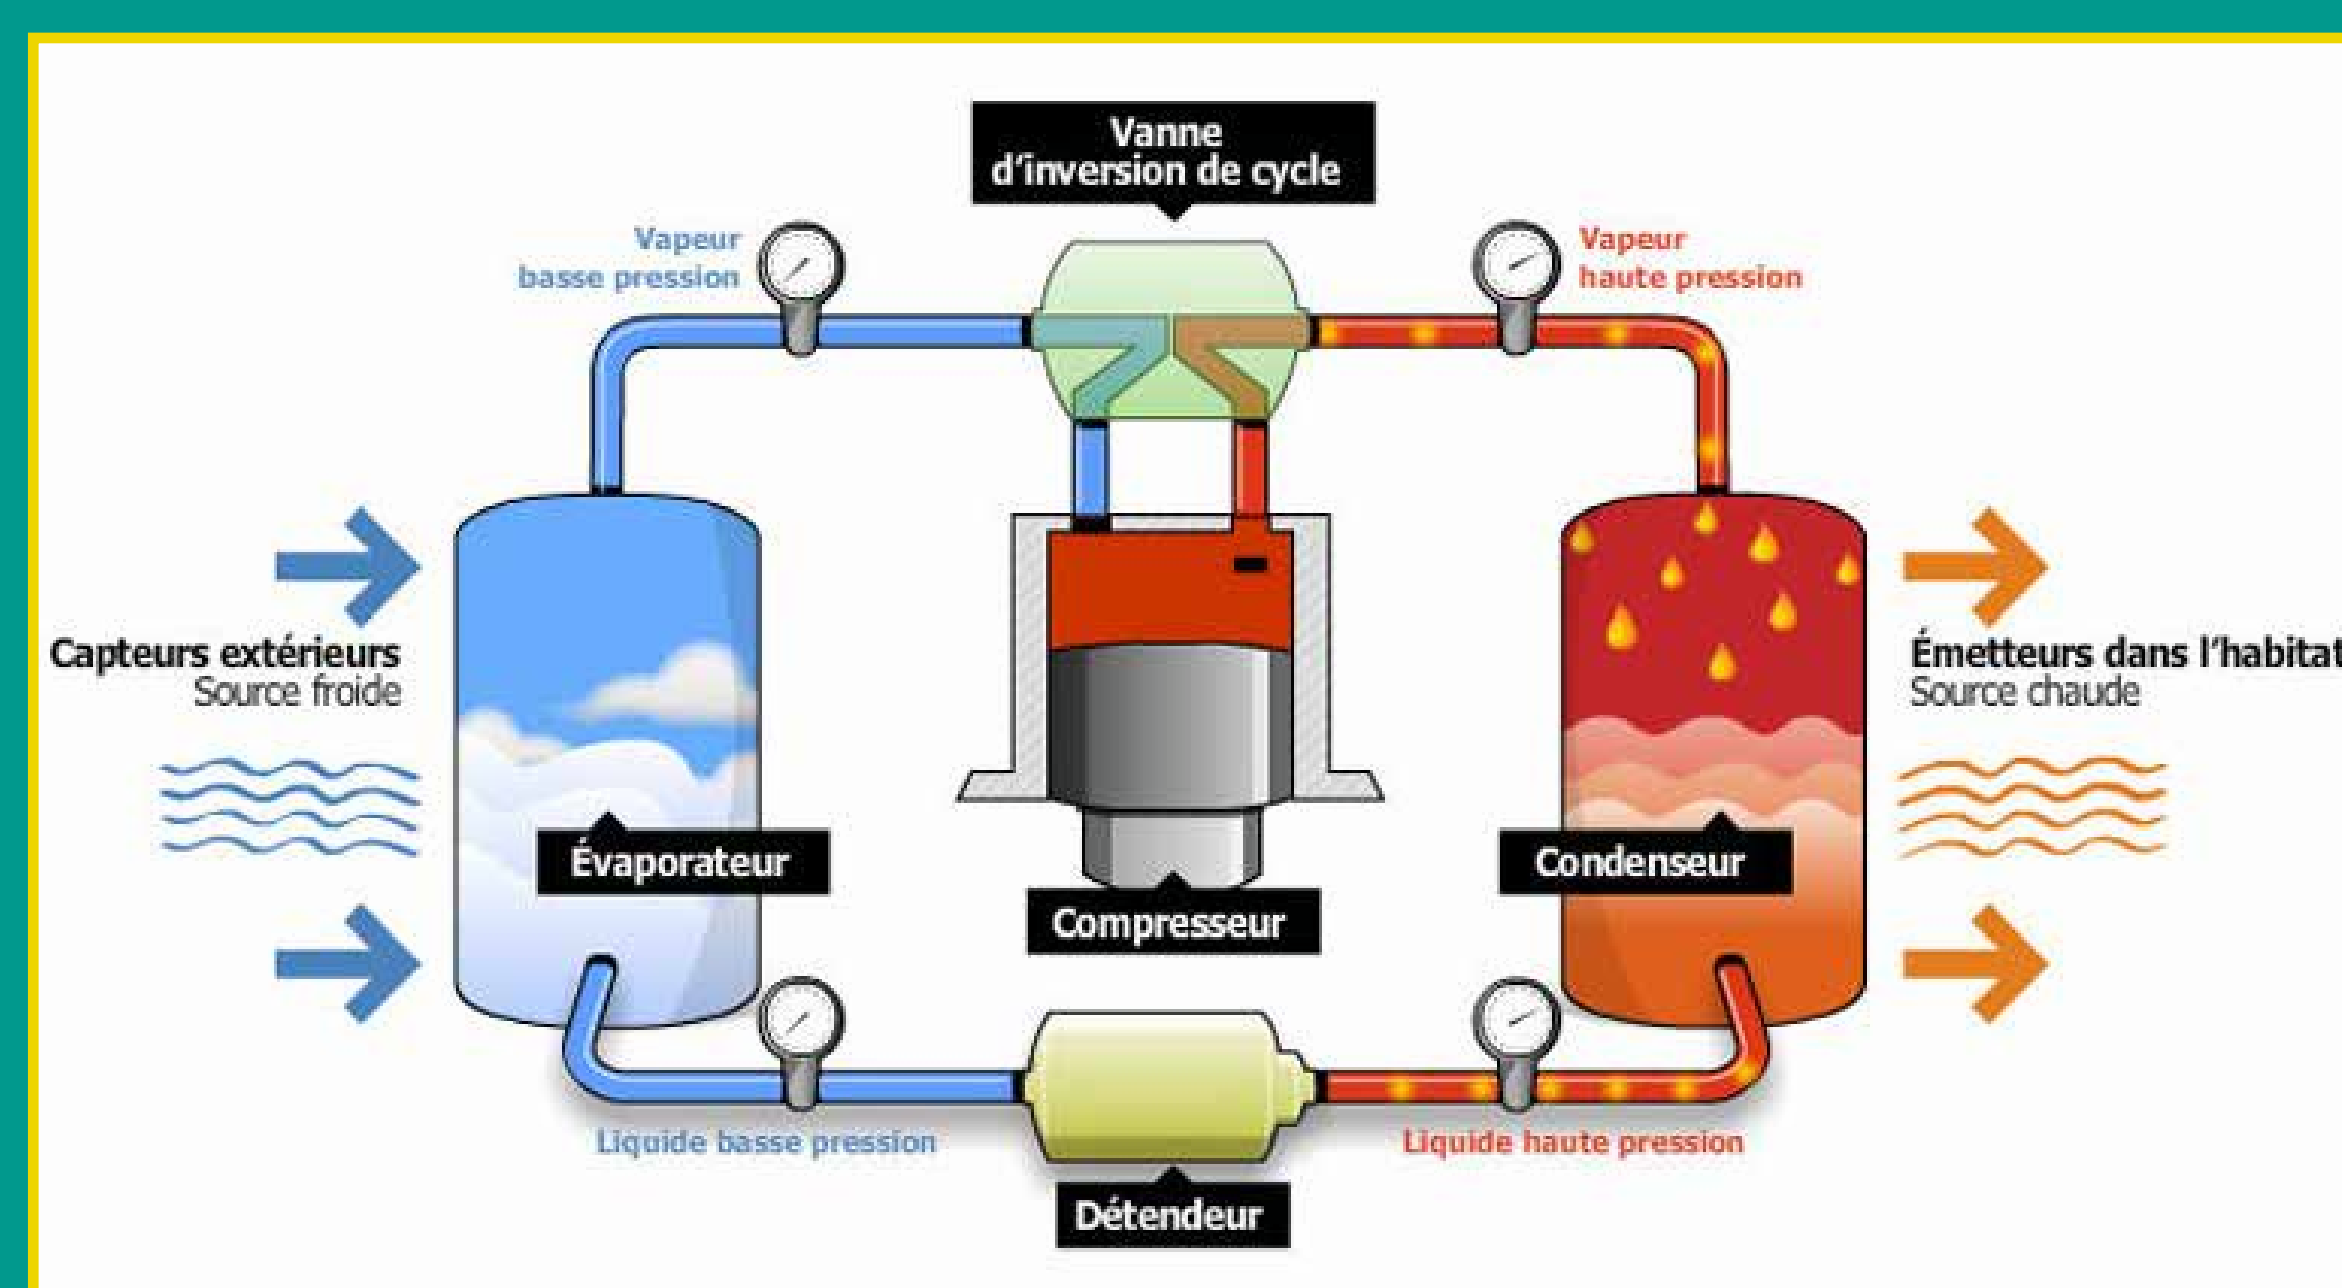 Vanne
d'inversion de cycle
Vapeur
basse pression
Vapeur
haute pression
Capteurs extérieurs
Source froide
Émetteurs dans l'habitat
Source chaude
Évaporateur
Condenseur
Compresseur
Liquide basse pression
Liquide haute pression
Détendeur